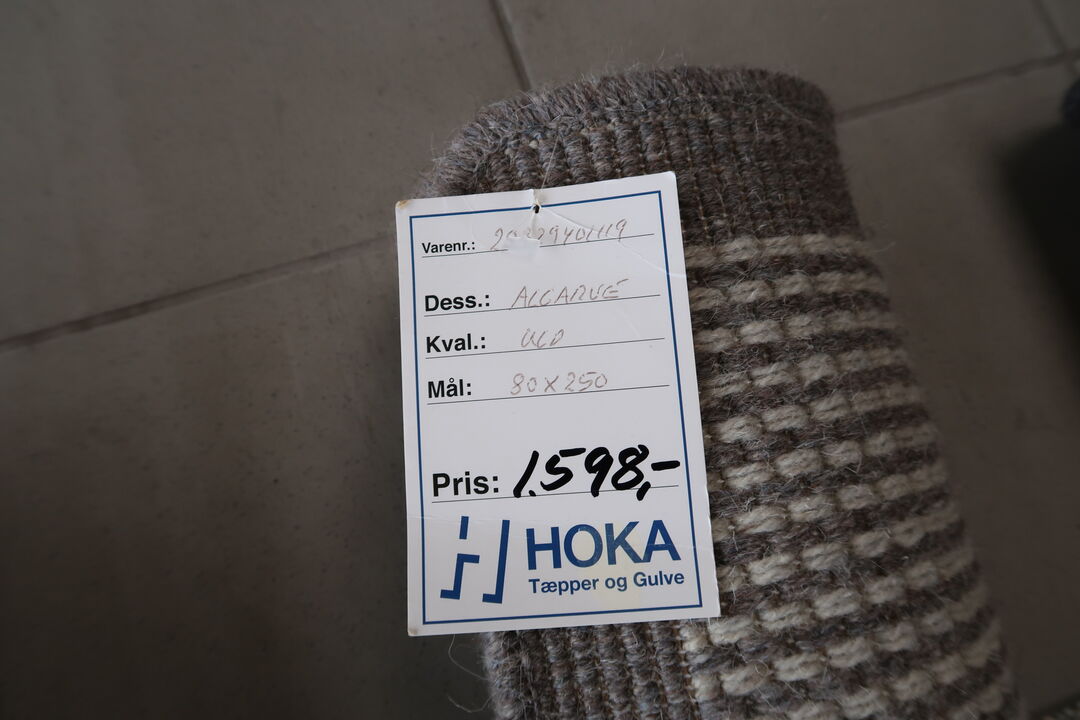 Varenr.:
Dess.: ALGARVE
Kval.: ULD
Mål: 80X250
Pris: 1.598,-
HOKA
Tæpper og Gulve